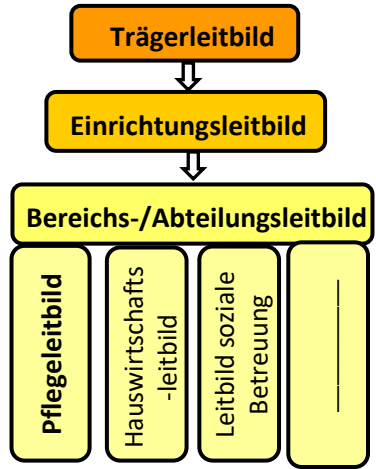 Trägerleitbild
Einrichtungsleitbild
Bereichs-/Abteilungsleitbild
Pflegeleitbild
Hauswirtschafts
-leitbild
Leitbild soziale
Betreuung